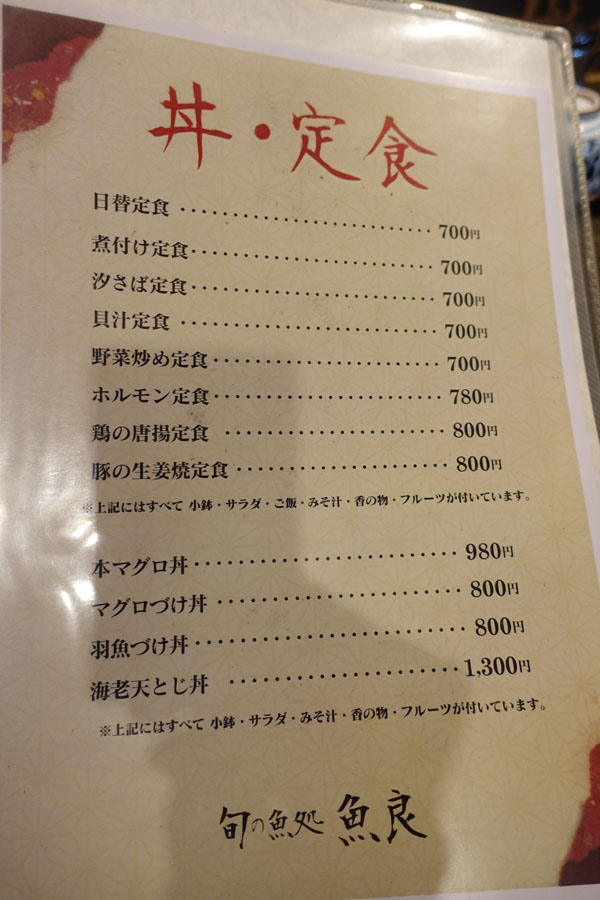 丼・定食
日替定食 ・・・・・・・・・・・・・・・・・・・・・・・・ 700円
煮付け定食・・・・・・・・・・・・・・・・・・・・・・・ 700円
汐さば定食・・・・・・・・・・・・・・・・・・・・・・・ 700円
貝汁定食 ・・・・・・・・・・・・・・・・・・・・・・・・ 700円
野菜炒め定食・・・・・・・・・・・・・・・・・・・・・ 700円
ホルモン定食・・・・・・・・・・・・・・・・・・・・・ 780円
鶏の唐揚定食 ・・・・・・・・・・・・・・・・・・・・ 800円
豚の生姜焼定食・・・・・・・・・・・・・・・・・・・ 800円
※上記にはすべて 小鉢・サラダ・ご飯・みそ汁・香の物・フルーツが付いています。
本マグロ丼・・・・・・・・・・・・・・・・・・・・・・・・ 980円
マグロづけ丼 ・・・・・・・・・・・・・・・・・・・・・・ 800円
羽魚づけ丼・・・・・・・・・・・・・・・・・・・・・・・・ 800円
海老天とじ丼 ・・・・・・・・・・・・・・・・・・・・・1,300円
※上記にはすべて 小鉢・サラダ・みそ汁・香の物・フルーツが付いています。
旬の魚処 魚良